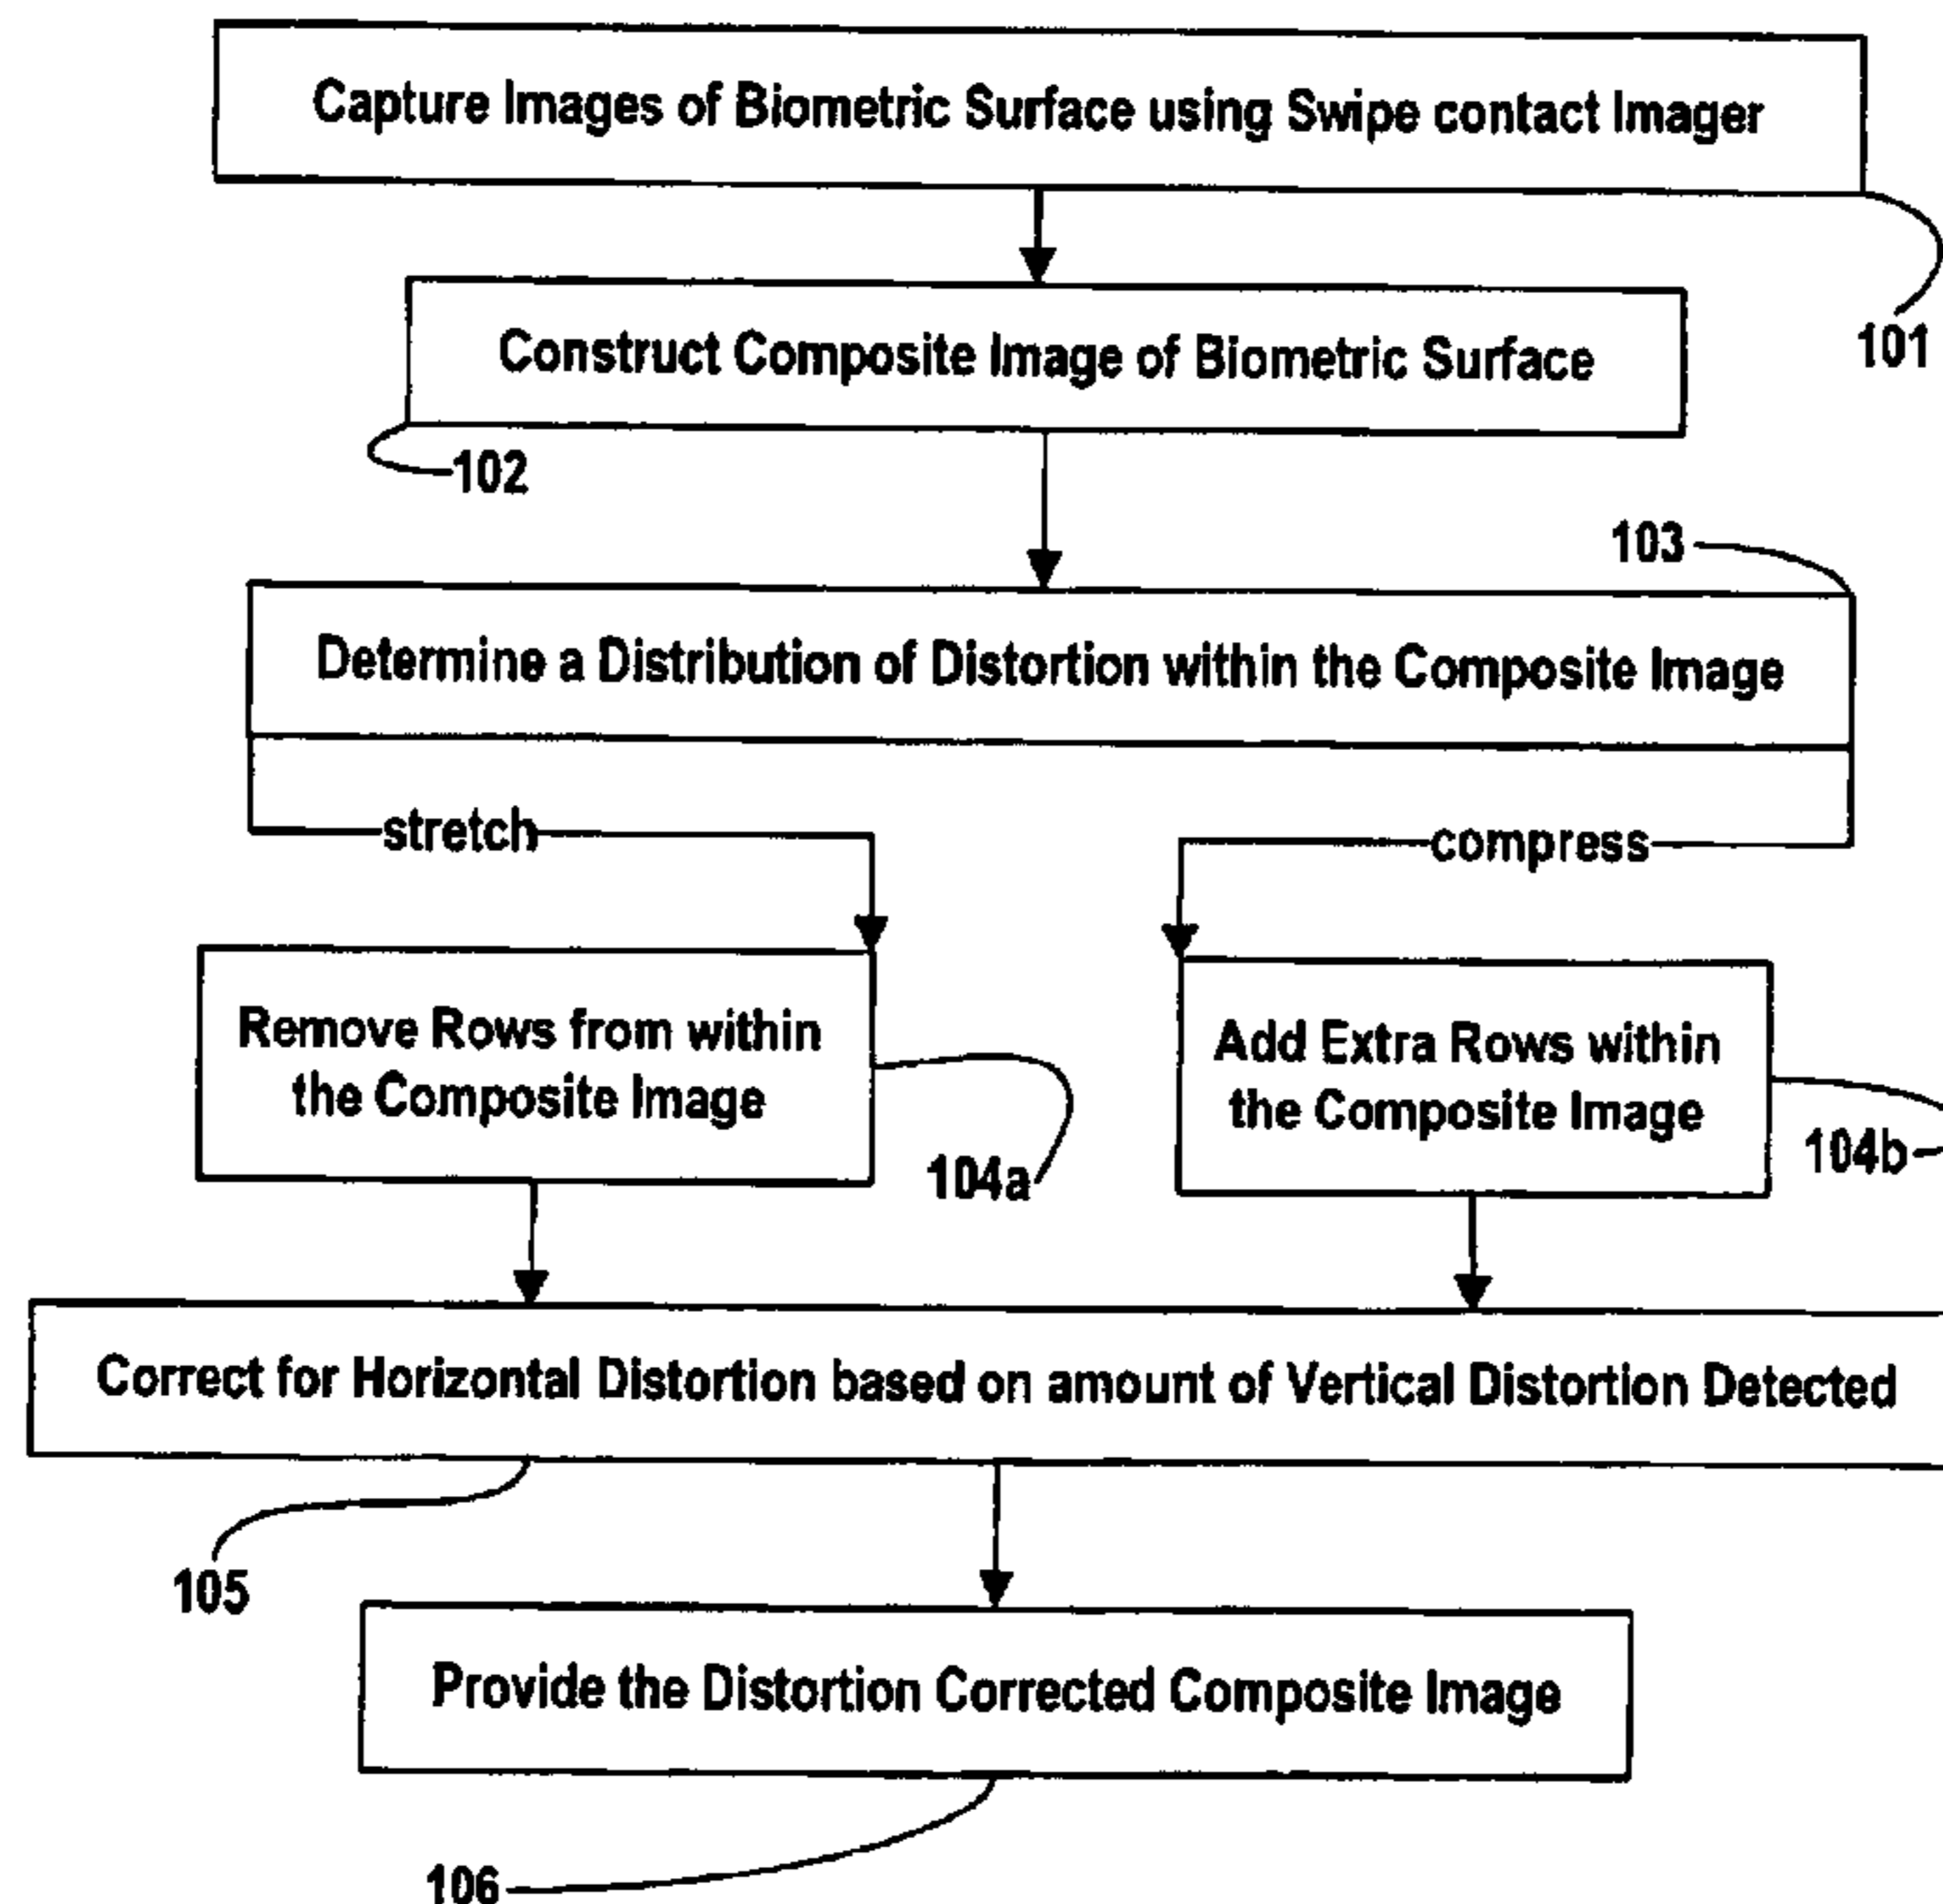 Capture Images of Biometric Surface using Swipe contact Imager
101
Construct Composite Image of Biometric Surface
102
103
Determine a Distribution of Distortion within the Composite Image
stretch
compress
Remove Rows from within
the Composite Image
104a
Add Extra Rows within
the Composite Image
104b
Correct for Horizontal Distortion based on amount of Vertical Distortion Detected
105
Provide the Distortion Corrected Composite Image
106